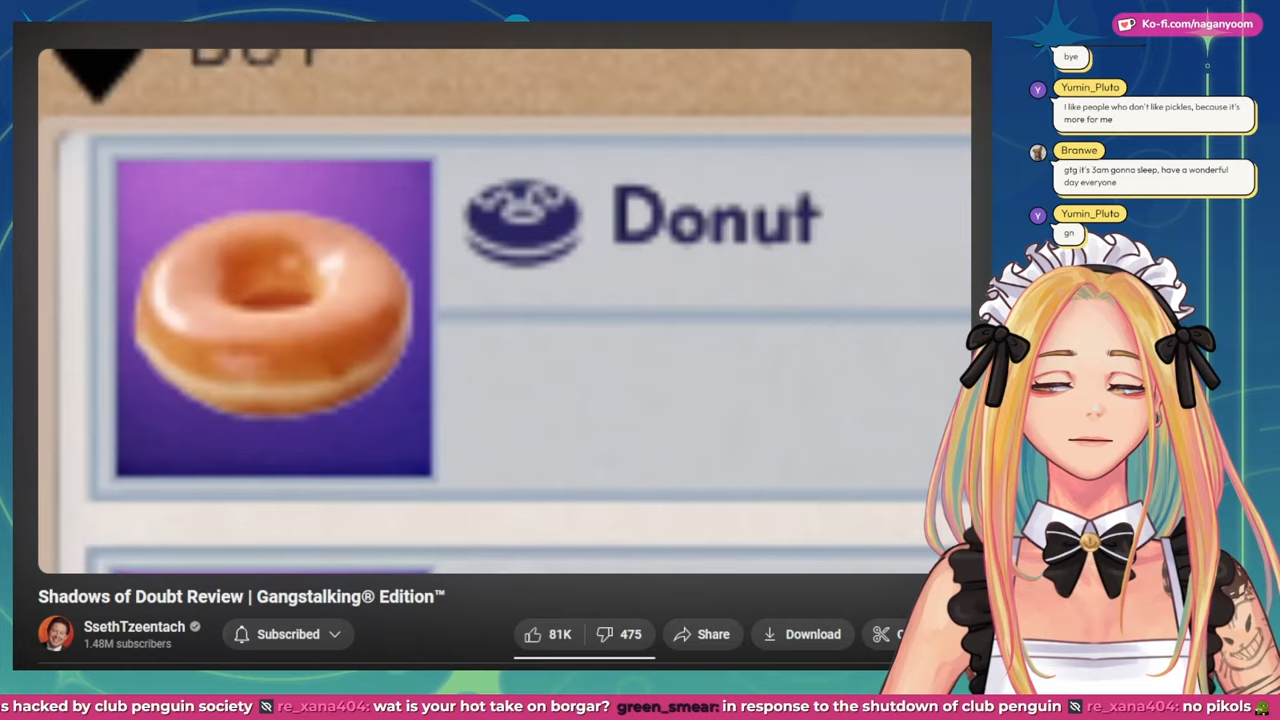 BUY
Donut
Shadows of Doubt Review | Gangstalking® Edition™
SsethTzeentach
1.48M subscribers
Subscribed
81K
475
Share
Download
Ko-fi.com/naganyoom
bye
Y
Yumin_Pluto
I like people who don't like pickles, because it's
more for me
Branwe
gtg it's 3am gonna sleep, have a wonderful
day everyone
Y
Yumin_Pluto
gn
s hacked by club penguin society re_xana404: wat is your hot take on borgar? green_smear: in response to the shutdown of club penguin re_xana404: no pikols